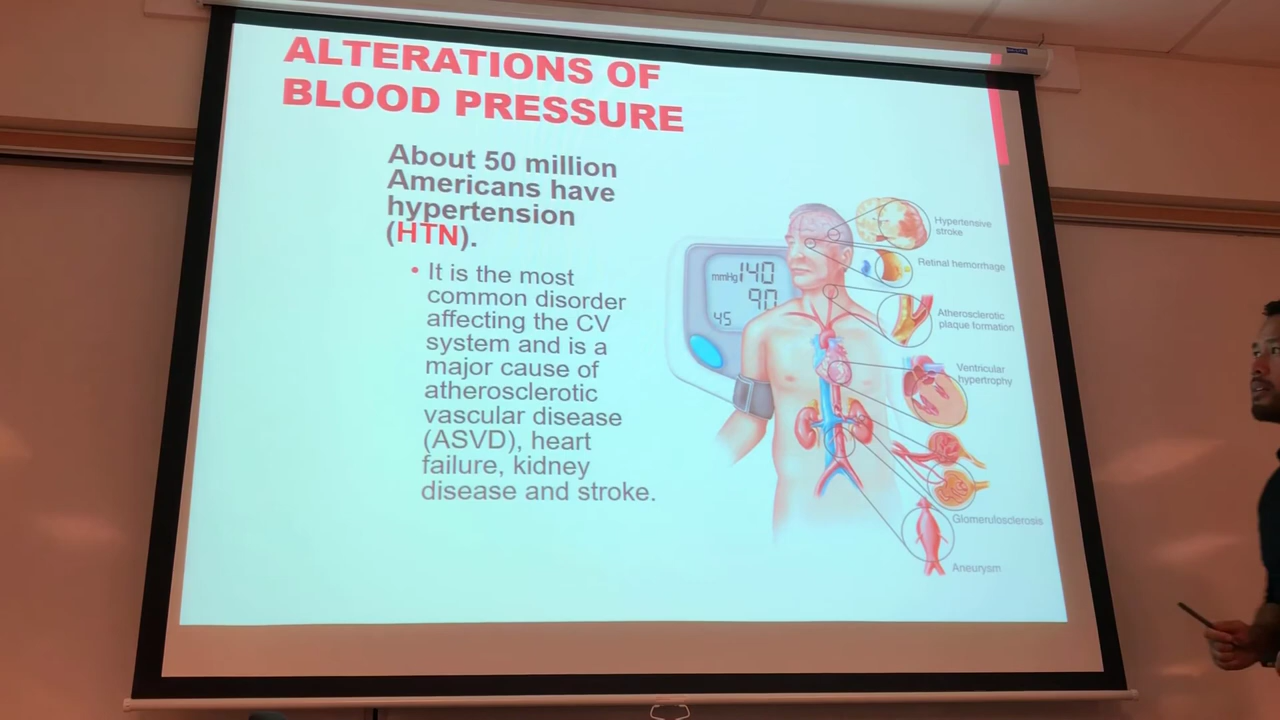 ALTERATIONS OF
BLOOD PRESSURE
About 50 million
Americans have
hypertension
(HTN).
• It is the most
common disorder
affecting the CV
system and is a
major cause of
atherosclerotic
vascular disease
(ASVD), heart
failure, kidney
disease and stroke.
mmHg 140
90
45
Hypertensive
stroke
Retinal hemorrhage
Atherosclerotic
plaque formation
Ventricular
hypertrophy
Glomerulosclerosis
Aneurysm